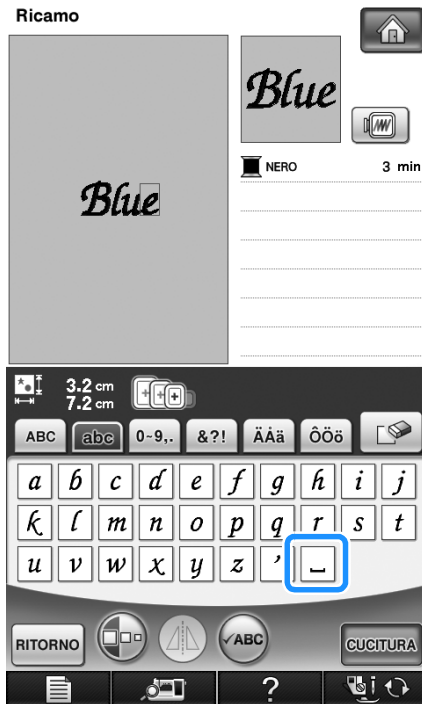 Ricamo
Blue
Blue
NERO 3 min
3.2 cm
7.2 cm
ABC abc 0~9,. &?! ÄÅä ÔÖö
a b c d e f g h i j
k l m n o p q r s t
u v w x y z ' ⎵
RITORNO ✓ABC CUCITURA
?